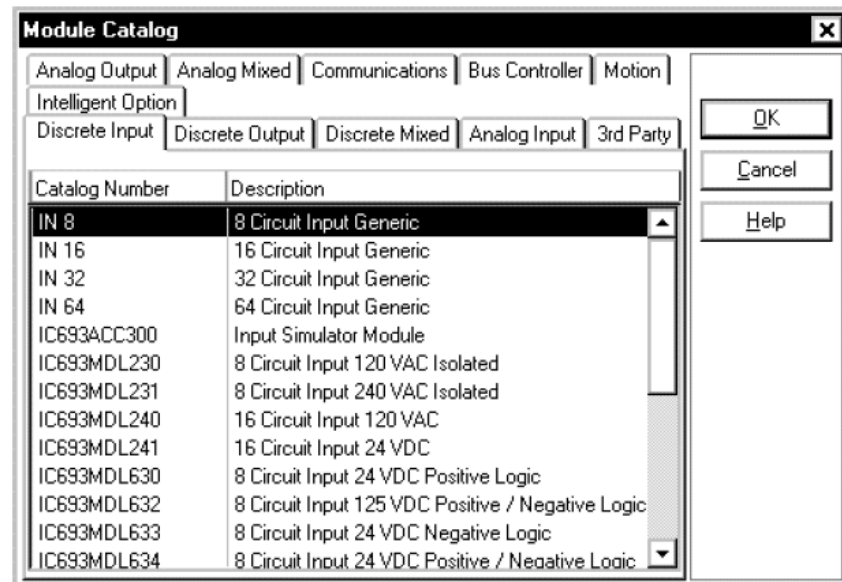 Module Catalog
Analog Output Analog Mixed Communications Bus Controller Motion
Intelligent Option
Discrete Input Discrete Output Discrete Mixed Analog Input 3rd Party
OK
Cancel
Help
Catalog Number Description
IN 8 8 Circuit Input Generic
IN 16 16 Circuit Input Generic
IN 32 32 Circuit Input Generic
IN 64 64 Circuit Input Generic
IC693ACC300 Input Simulator Module
IC693MDL230 8 Circuit Input 120 VAC Isolated
IC693MDL231 8 Circuit Input 240 VAC Isolated
IC693MDL240 16 Circuit Input 120 VAC
IC693MDL241 16 Circuit Input 24 VDC
IC693MDL630 8 Circuit Input 24 VDC Positive Logic
IC693MDL632 8 Circuit Input 125 VDC Positive / Negative Logic
IC693MDL633 8 Circuit Input 24 VDC Negative Logic
IC693MDL634 8 Circuit Input 24 VDC Positive / Negative Logic